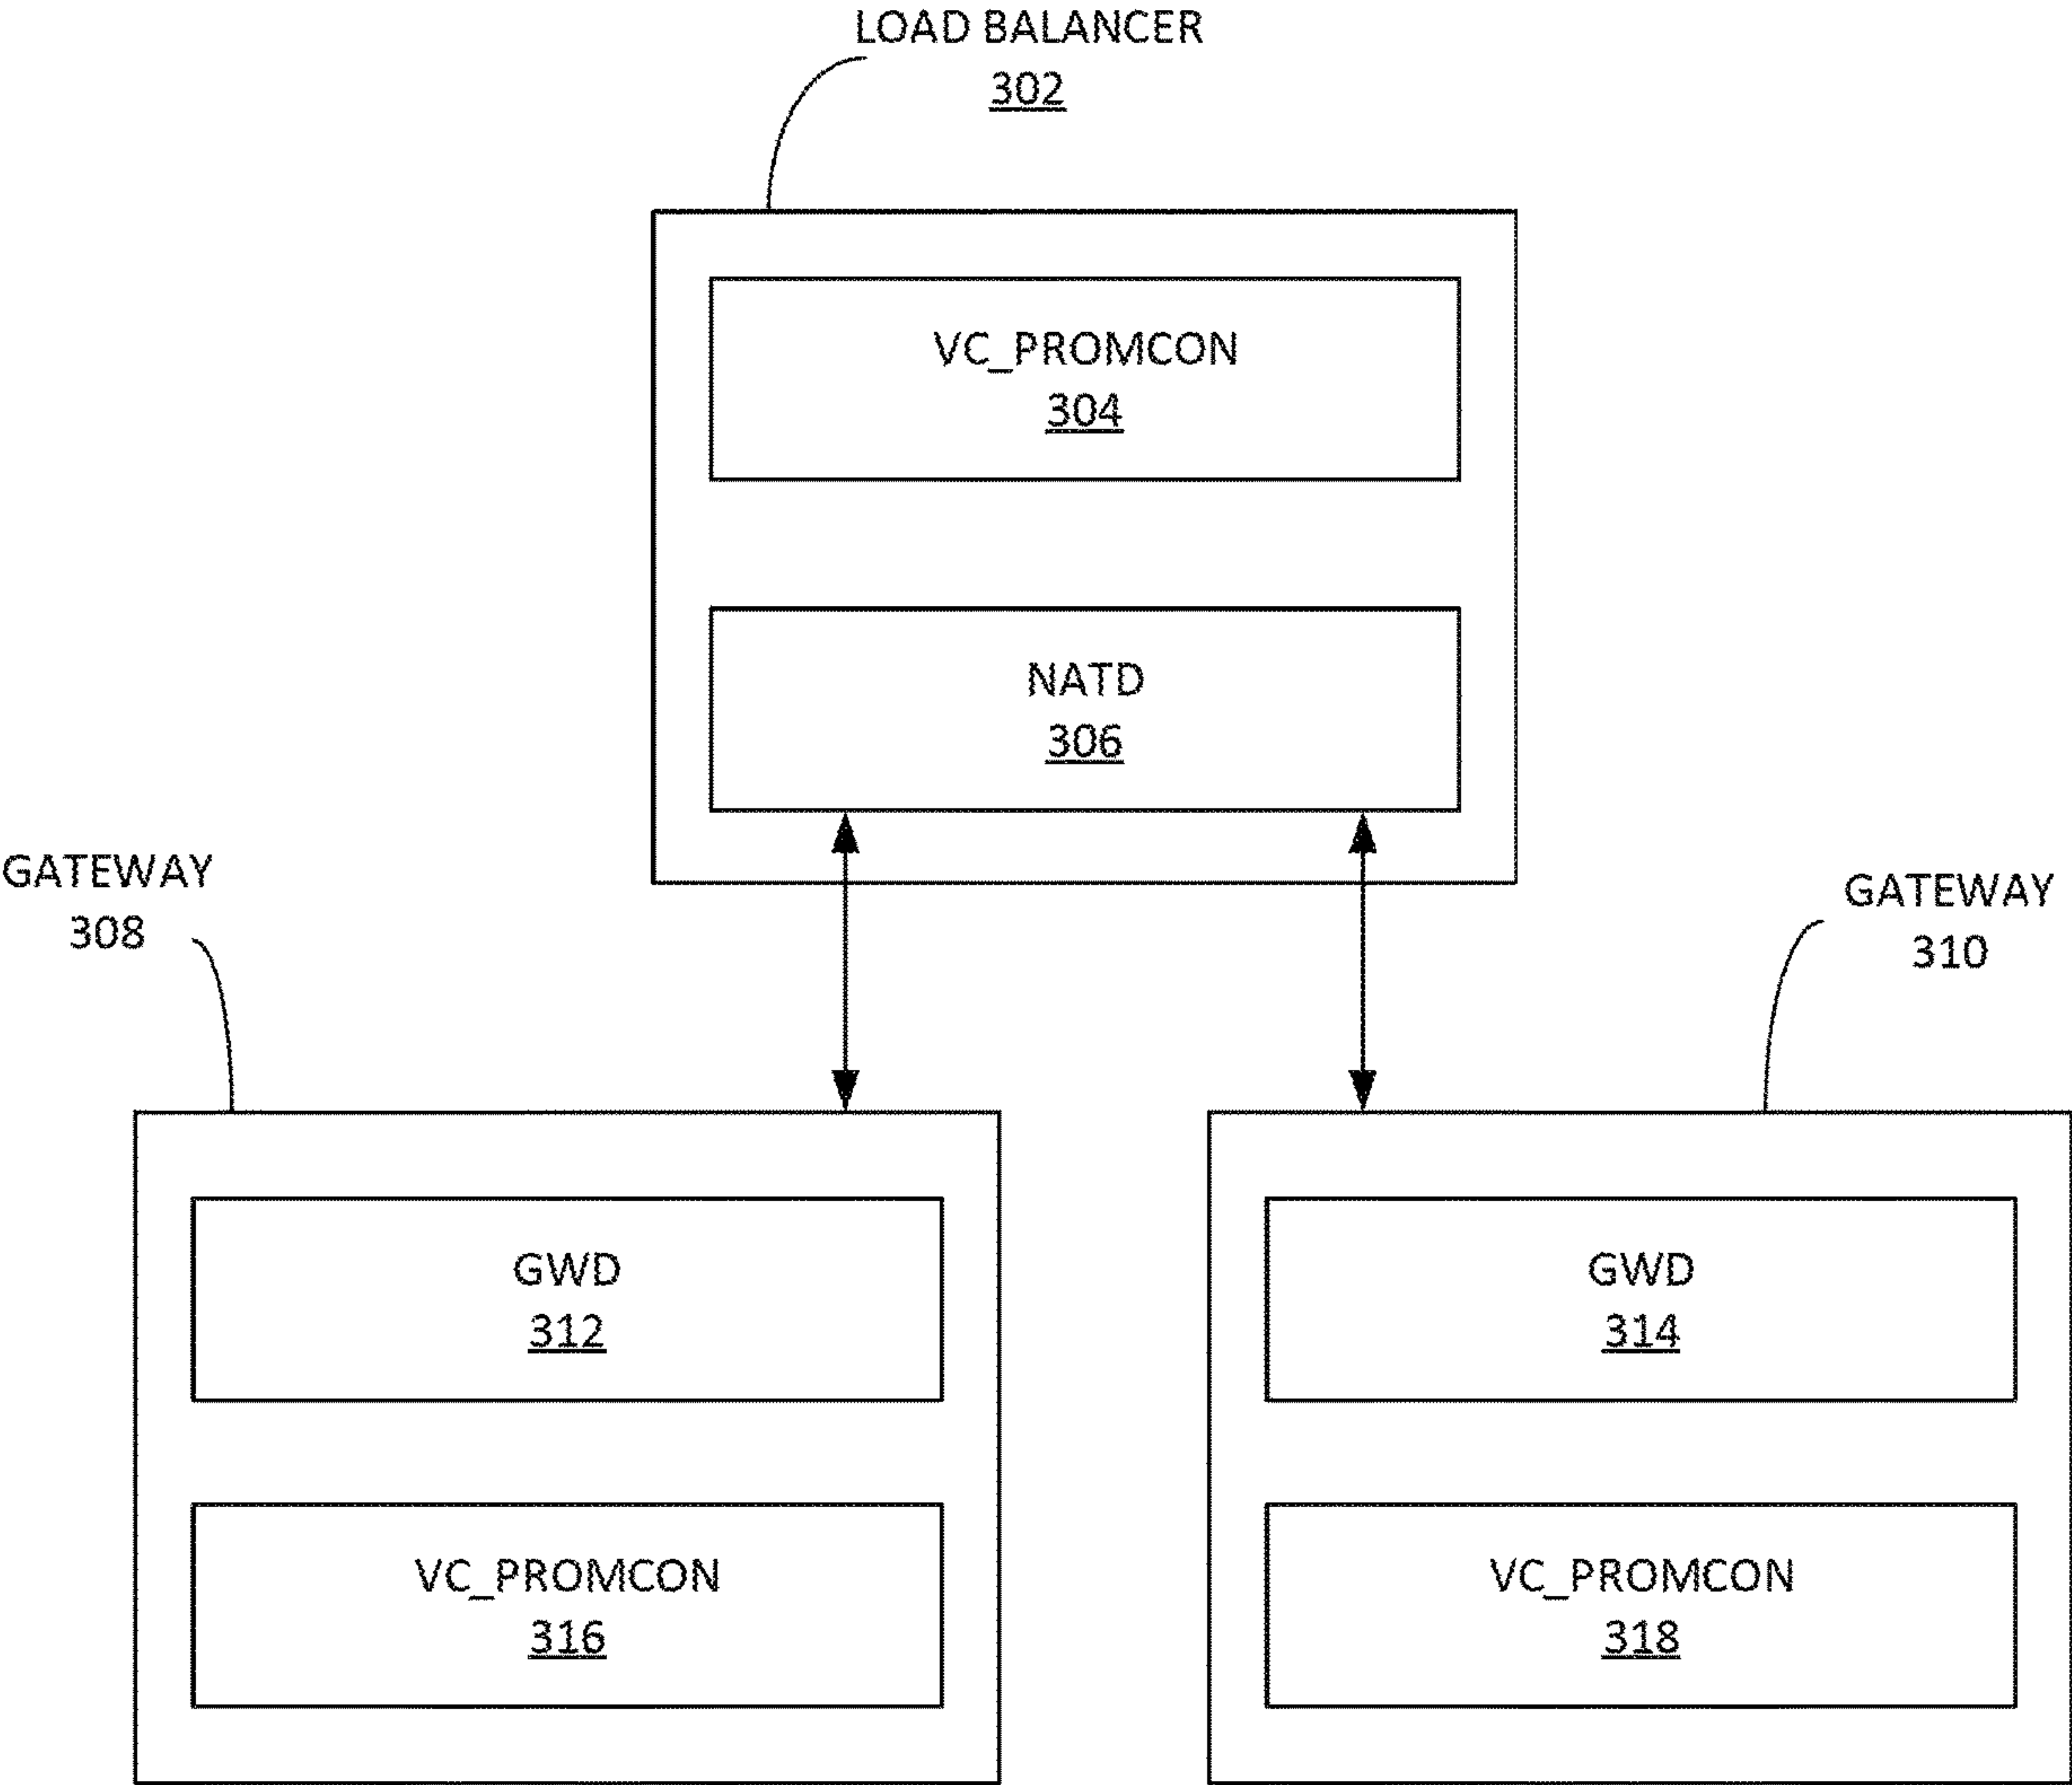 LOAD BALANCER
302
VC_PROMCON
304
NATD
306
GATEWAY
308
GATEWAY
310
GWD
312
GWD
314
VC_PROMCON
316
VC_PROMCON
318